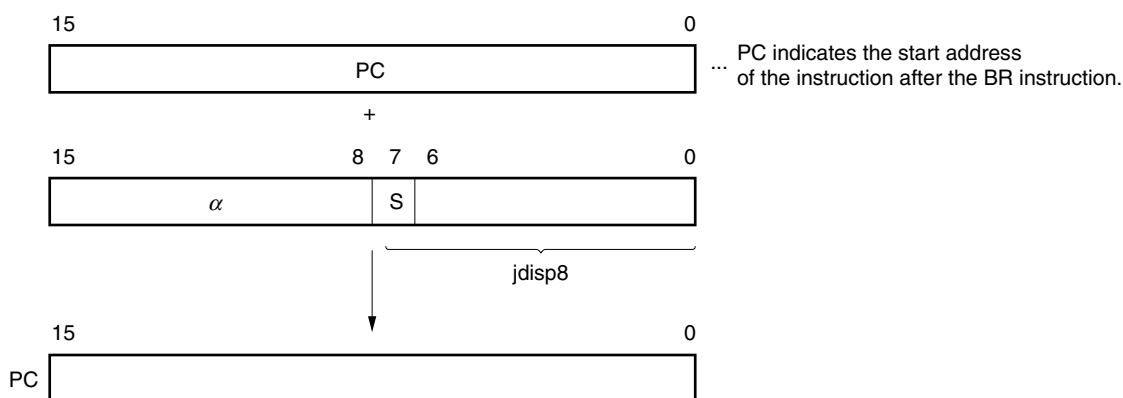 15 0
PC
... PC indicates the start address
of the instruction after the BR instruction.
+
15 8 7 6 0
α S
jdisp8
15 0
PC